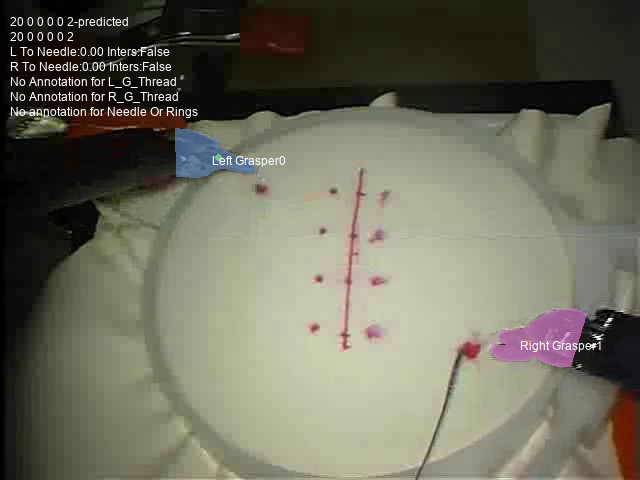 20 0 0 0 0 2-predicted
20 0 0 0 0 2
L To Needle:0.00 Inters:False
R To Needle:0.00 Inters:False
No Annotation for L_G_Thread
No Annotation for R_G_Thread
No annotation for Needle Or Rings
Left Grasper0
Right Grasper1